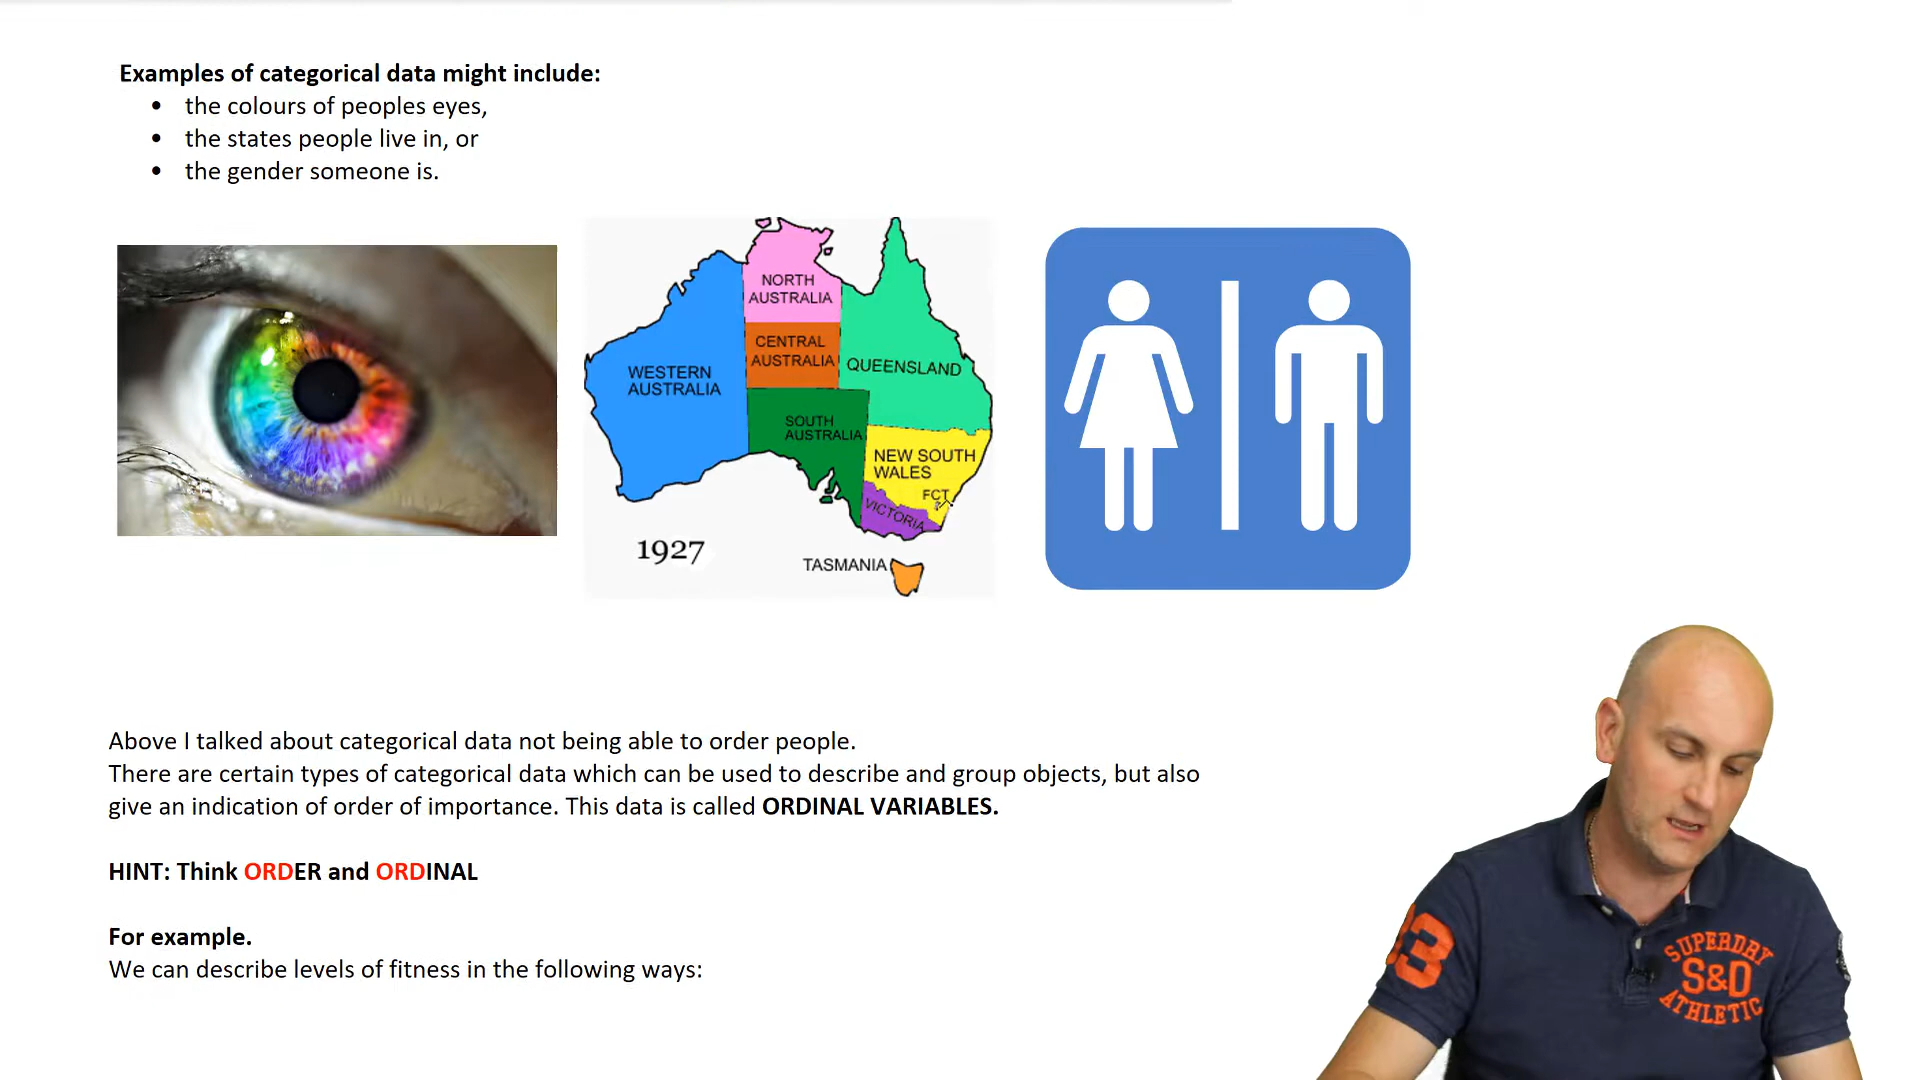 Examples of categorical data might include:
• the colours of peoples eyes,
• the states people live in, or
• the gender someone is.
NORTH
AUSTRALIA
CENTRAL
AUSTRALIA
WESTERN
AUSTRALIA
QUEENSLAND
SOUTH
AUSTRALIA
NEW SOUTH
WALES
FCT
VICTORIA
1927
TASMANIA
Above I talked about categorical data not being able to order people.
There are certain types of categorical data which can be used to describe and group objects, but also
give an indication of order of importance. This data is called ORDINAL VARIABLES.
HINT: Think ORDER and ORDINAL
For example.
We can describe levels of fitness in the following ways:
SUPERDRY
S&D
ATHLETIC